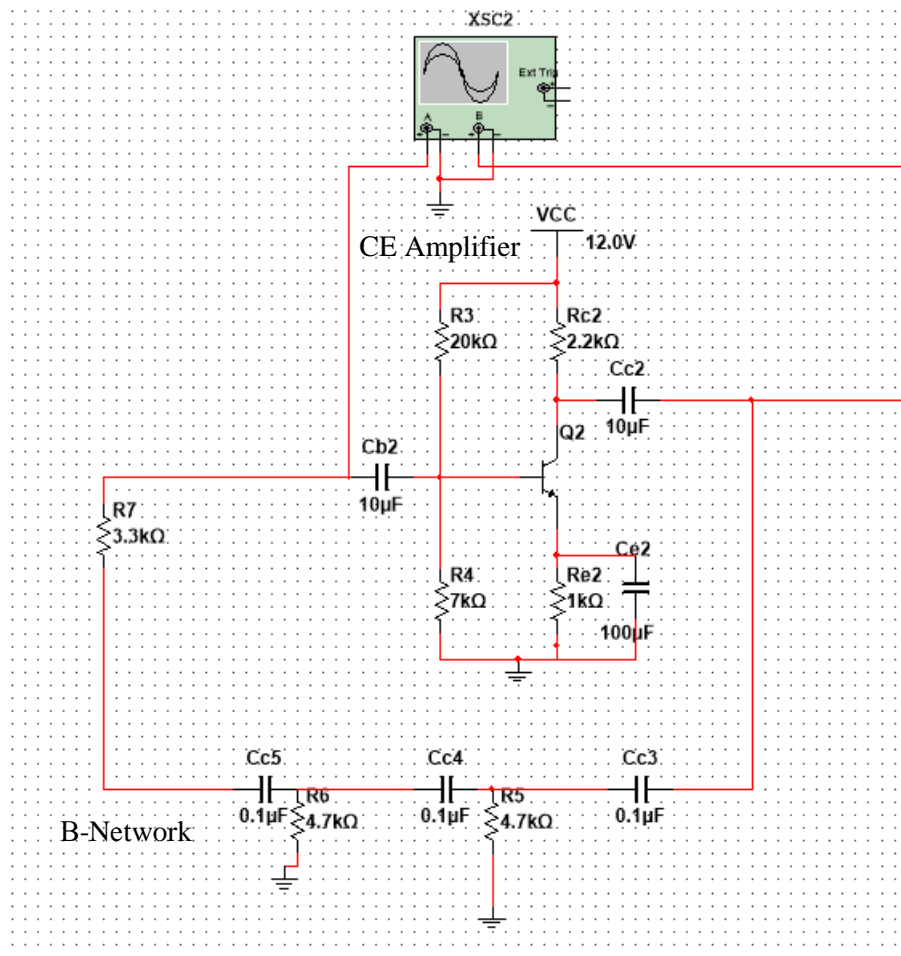 XSC2
Ext Trig
+
A
B
+
−
+
−
−
VCC
CE Amplifier
12.0V
R3
20kΩ
Rc2
2.2kΩ
Cc2
10µF
Q2
Cb2
10µF
R7
3.3kΩ
Ce2
R4
7kΩ
Re2
1kΩ
100µF
Cc5
Cc4
Cc3
0.1µF
R6
4.7kΩ
0.1µF
R5
4.7kΩ
0.1µF
B-Network